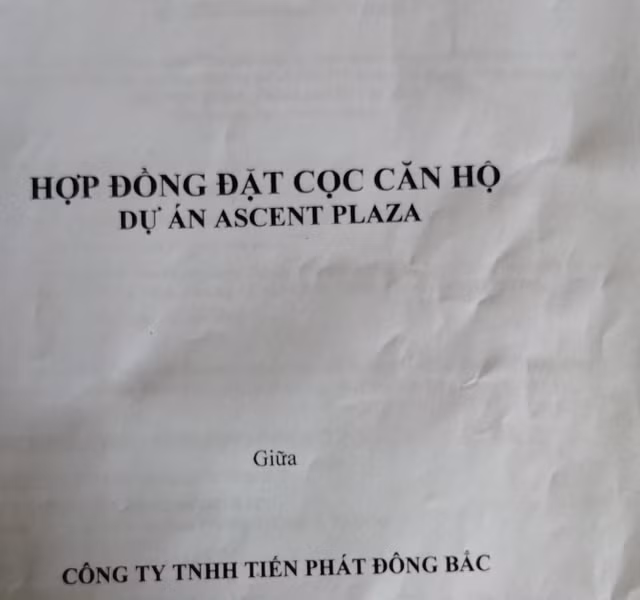 HỢP ĐỒNG ĐẶT CỌC CĂN HỘ
DỰ ÁN ASCENT PLAZA
Giữa
CÔNG TY TNHH TIẾN PHÁT ĐÔNG BẮC